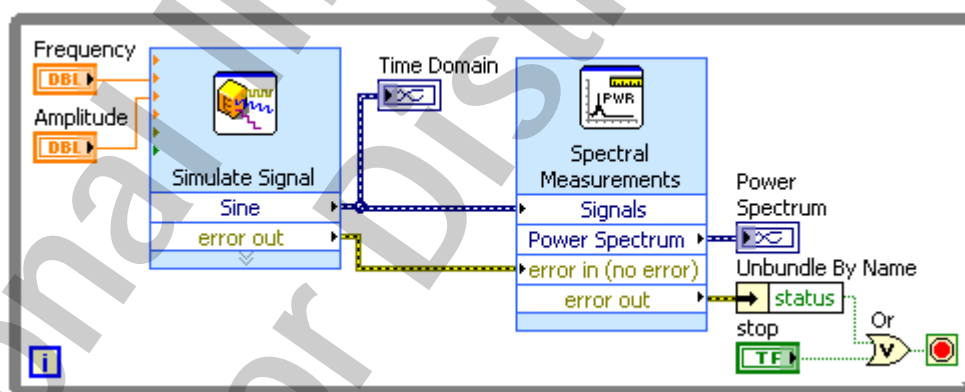 Frequency
DBL
Amplitude
DBL
Simulate Signal
Sine
error out
Time Domain
PWR
Spectral
Measurements
Signals
Power Spectrum
error in (no error)
error out
Power
Spectrum
Unbundle By Name
status
stop
TF
Or
V
i